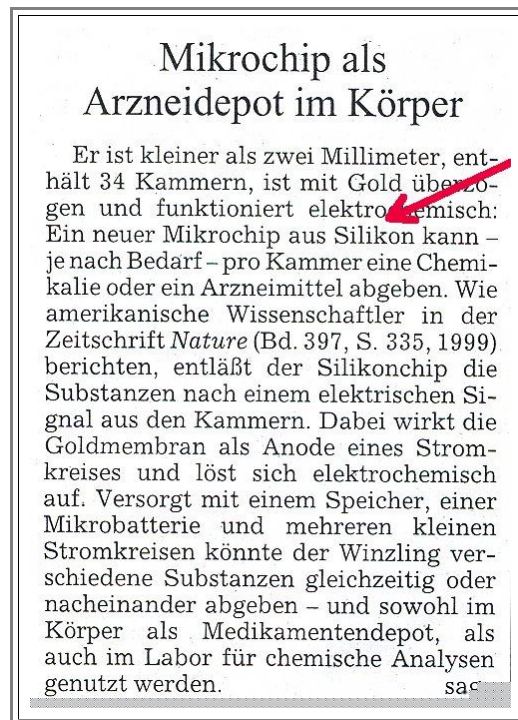 Mikrochip als
Arzneidepot im Körper
Er ist kleiner als zwei Millimeter, ent-
hält 34 Kammern, ist mit Gold überzo-
gen und funktioniert elektrochemisch:
Ein neuer Mikrochip aus Silikon kann –
je nach Bedarf – pro Kammer eine Chemi-
kalie oder ein Arzneimittel abgeben. Wie
amerikanische Wissenschaftler in der
Zeitschrift Nature (Bd. 397, S. 335, 1999)
berichten, entläßt der Silikonchip die
Substanzen nach einem elektrischen Si-
gnal aus den Kammern. Dabei wirkt die
Goldmembran als Anode eines Strom-
kreises und löst sich elektrochemisch
auf. Versorgt mit einem Speicher, einer
Mikrobatterie und mehreren kleinen
Stromkreisen könnte der Winzling ver-
schiedene Substanzen gleichzeitig oder
nacheinander abgeben – und sowohl im
Körper als Medikamentendepot, als
auch im Labor für chemische Analysen
genutzt werden.